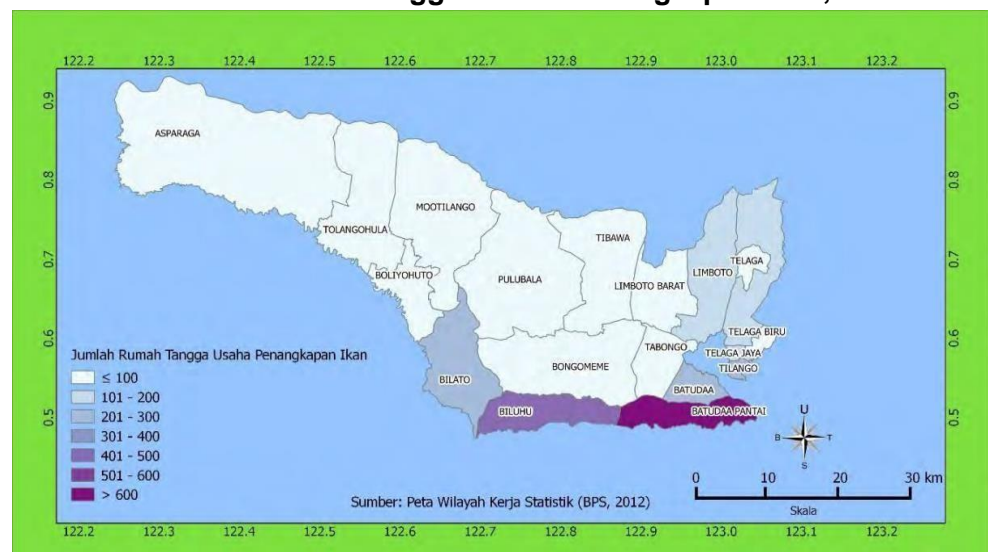 122.2 122.3 122.4 122.5 122.6 122.7 122.8 122.9 123.0 123.1 123.2
0.9 0.9
ASPARAGA
0.8 0.8
MOOTILANGO
TOLANGOHULA
TIBAWA
0.7 0.7
TELAGA
BOLIYOHUTO
PULUBALA
LIMBOTO
LIMBOTO BARAT
0.6 0.6
TELAGA BIRU
TABONGO
TELAGA JAYA
Jumlah Rumah Tangga Usaha Penangkapan Ikan
BONGOMEME
TILANGO
≤ 100
BILATO
BATUDAA
101 - 200
201 - 300
BILUHU
BATUDAA PANTAI
0.5 0.5
301 - 400
401 - 500
501 - 600
> 600
U
B T
S
0 10 20 30 km
Skala
Sumber: Peta Wilayah Kerja Statistik (BPS, 2012)
122.2 122.3 122.4 122.5 122.6 122.7 122.8 122.9 123.0 123.1 123.2